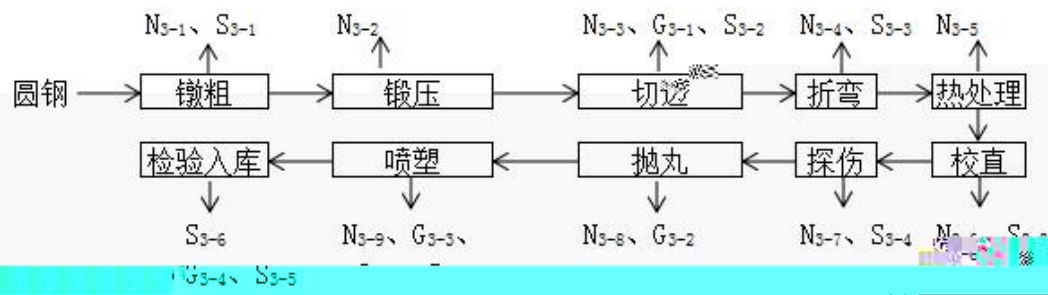 N₃₋₁、S₃₋₁ N₃₋₂ N₃₋₃、G₃₋₁、S₃₋₂ N₃₋₄、S₃₋₃ N₃₋₅
圆钢 镦粗 锻压 切边 折弯 热处理
检验入库 喷塑 抛丸 探伤 校直
S₃₋₆ N₃₋₉、G₃₋₃、 N₃₋₈、G₃₋₂ N₃₋₇、S₃₋₄
G₃₋₄、S₃₋₅